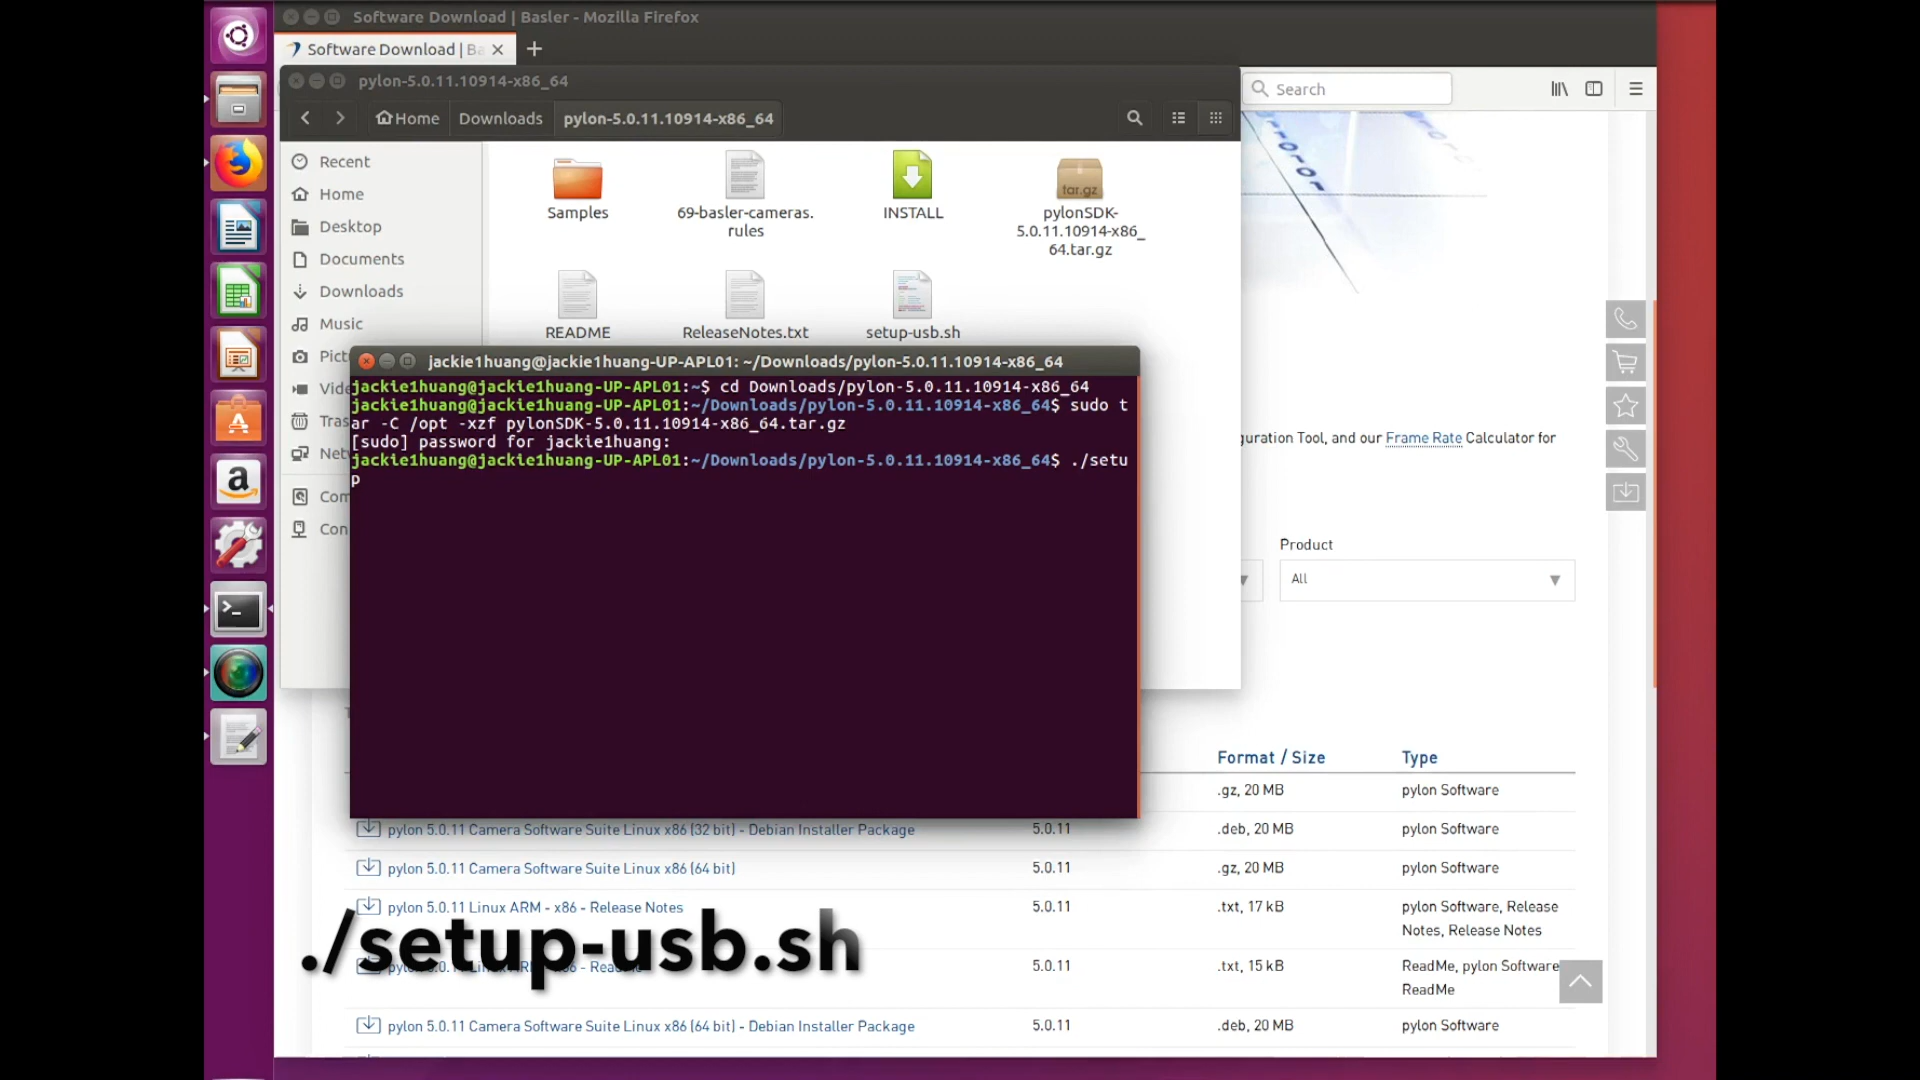 Software Download | Basler - Mozilla Firefox
Software Download | Ba
pylon-5.0.11.10914-x86_64
Search
Home
Downloads
pylon-5.0.11.10914-x86_64
Recent
Home
Desktop
Documents
Downloads
Music
Pict
Vide
Tras
Netw
Com
Con
Samples
69-basler-cameras.
rules
INSTALL
tar.gz
pylonSDK-
5.0.11.10914-x86_
64.tar.gz
README
ReleaseNotes.txt
setup-usb.sh
jackie1huang@jackie1huang-UP-APL01: ~/Downloads/pylon-5.0.11.10914-x86_64
jackie1huang@jackie1huang-UP-APL01:~$ cd Downloads/pylon-5.0.11.10914-x86_64
jackie1huang@jackie1huang-UP-APL01:~/Downloads/pylon-5.0.11.10914-x86_64$ sudo t
ar -C /opt -xzf pylonSDK-5.0.11.10914-x86_64.tar.gz
[sudo] password for jackie1huang:
jackie1huang@jackie1huang-UP-APL01:~/Downloads/pylon-5.0.11.10914-x86_64$ ./setu
p
guration Tool, and our Frame Rate Calculator for
Product
All
Format / Size Type
.gz, 20 MB pylon Software
pylon 5.0.11 Camera Software Suite Linux x86 (32 bit) - Debian Installer Package 5.0.11 .deb, 20 MB pylon Software
pylon 5.0.11 Camera Software Suite Linux x86 (64 bit) 5.0.11 .gz, 20 MB pylon Software
pylon 5.0.11 Linux ARM - x86 - Release Notes 5.0.11 .txt, 17 kB pylon Software, Release
Notes, Release Notes
5.0.11 .txt, 15 kB ReadMe, pylon Software
ReadMe
pylon 5.0.11 Camera Software Suite Linux x86 (64 bit) - Debian Installer Package 5.0.11 .deb, 20 MB pylon Software
./setup-usb.sh